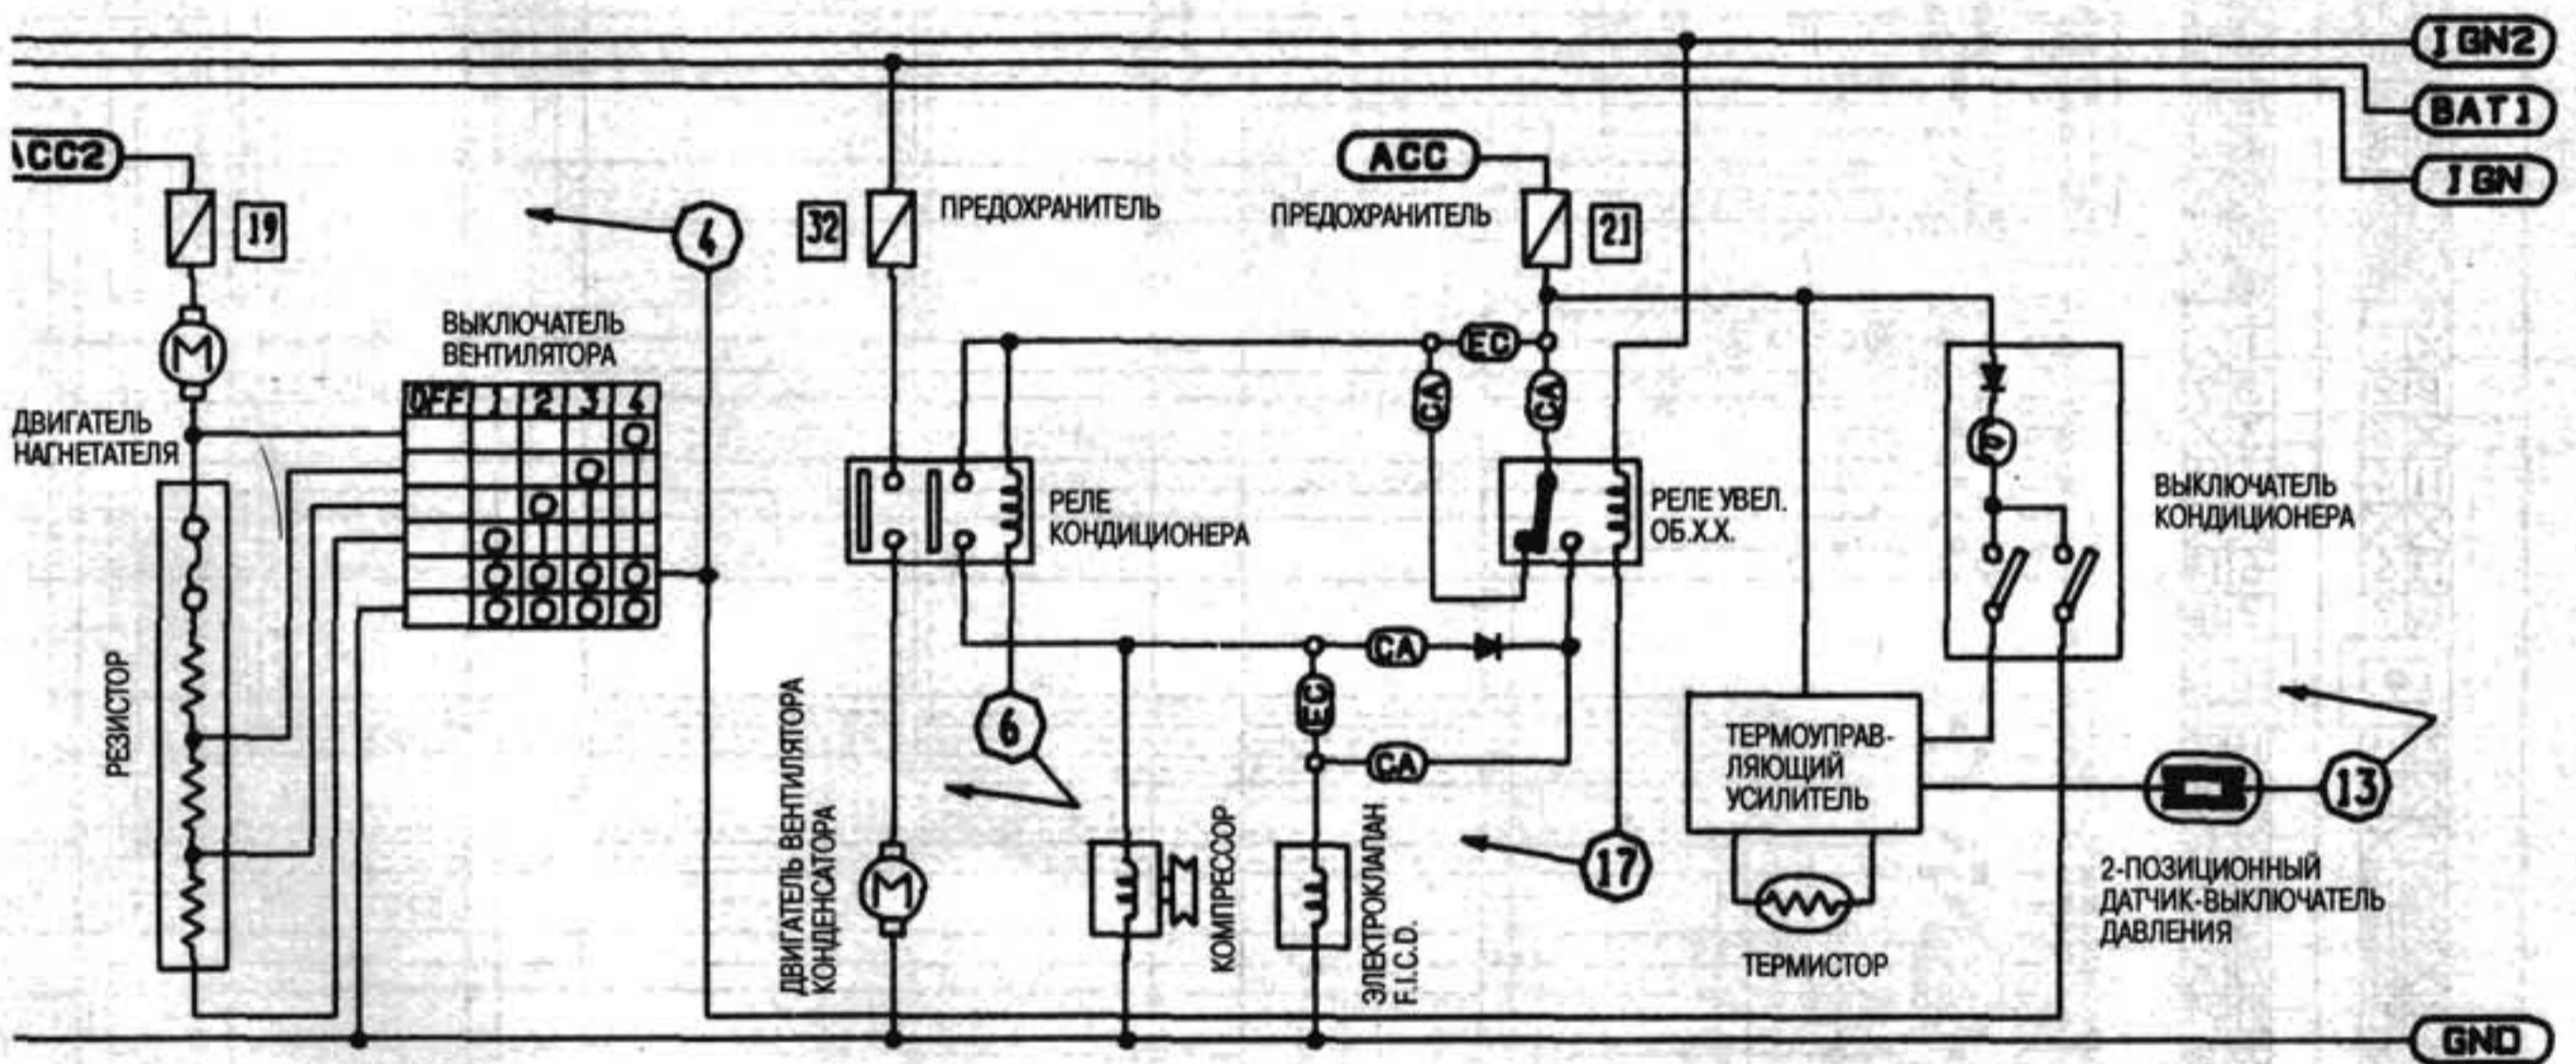 IGN2
BAT1
IGN
ACC2
ACC
19
4
32
ПРЕДОХРАНИТЕЛЬ
ПРЕДОХРАНИТЕЛЬ
21
ВЫКЛЮЧАТЕЛЬ
ВЕНТИЛЯТОРА
M
EC
CA
CA
OFF 1 2 3 4
ДВИГАТЕЛЬ
НАГНЕТАТЕЛЯ
РЕЛЕ
КОНДИЦИОНЕРА
РЕЛЕ УВЕЛ.
ОБ.Х.Х.
ВЫКЛЮЧАТЕЛЬ
КОНДИЦИОНЕРА
РЕЗИСТОР
CA
EC
CA
6
ДВИГАТЕЛЬ ВЕНТИЛЯТОРА
КОНДЕНСАТОРА
M
КОМПРЕССОР
ЭЛЕКТРОКЛАПАН
F.I.C.D.
17
ТЕРМОУПРАВ-
ЛЯЮЩИЙ
УСИЛИТЕЛЬ
13
2-ПОЗИЦИОННЫЙ
ДАТЧИК-ВЫКЛЮЧАТЕЛЬ
ДАВЛЕНИЯ
ТЕРМИСТОР
GND